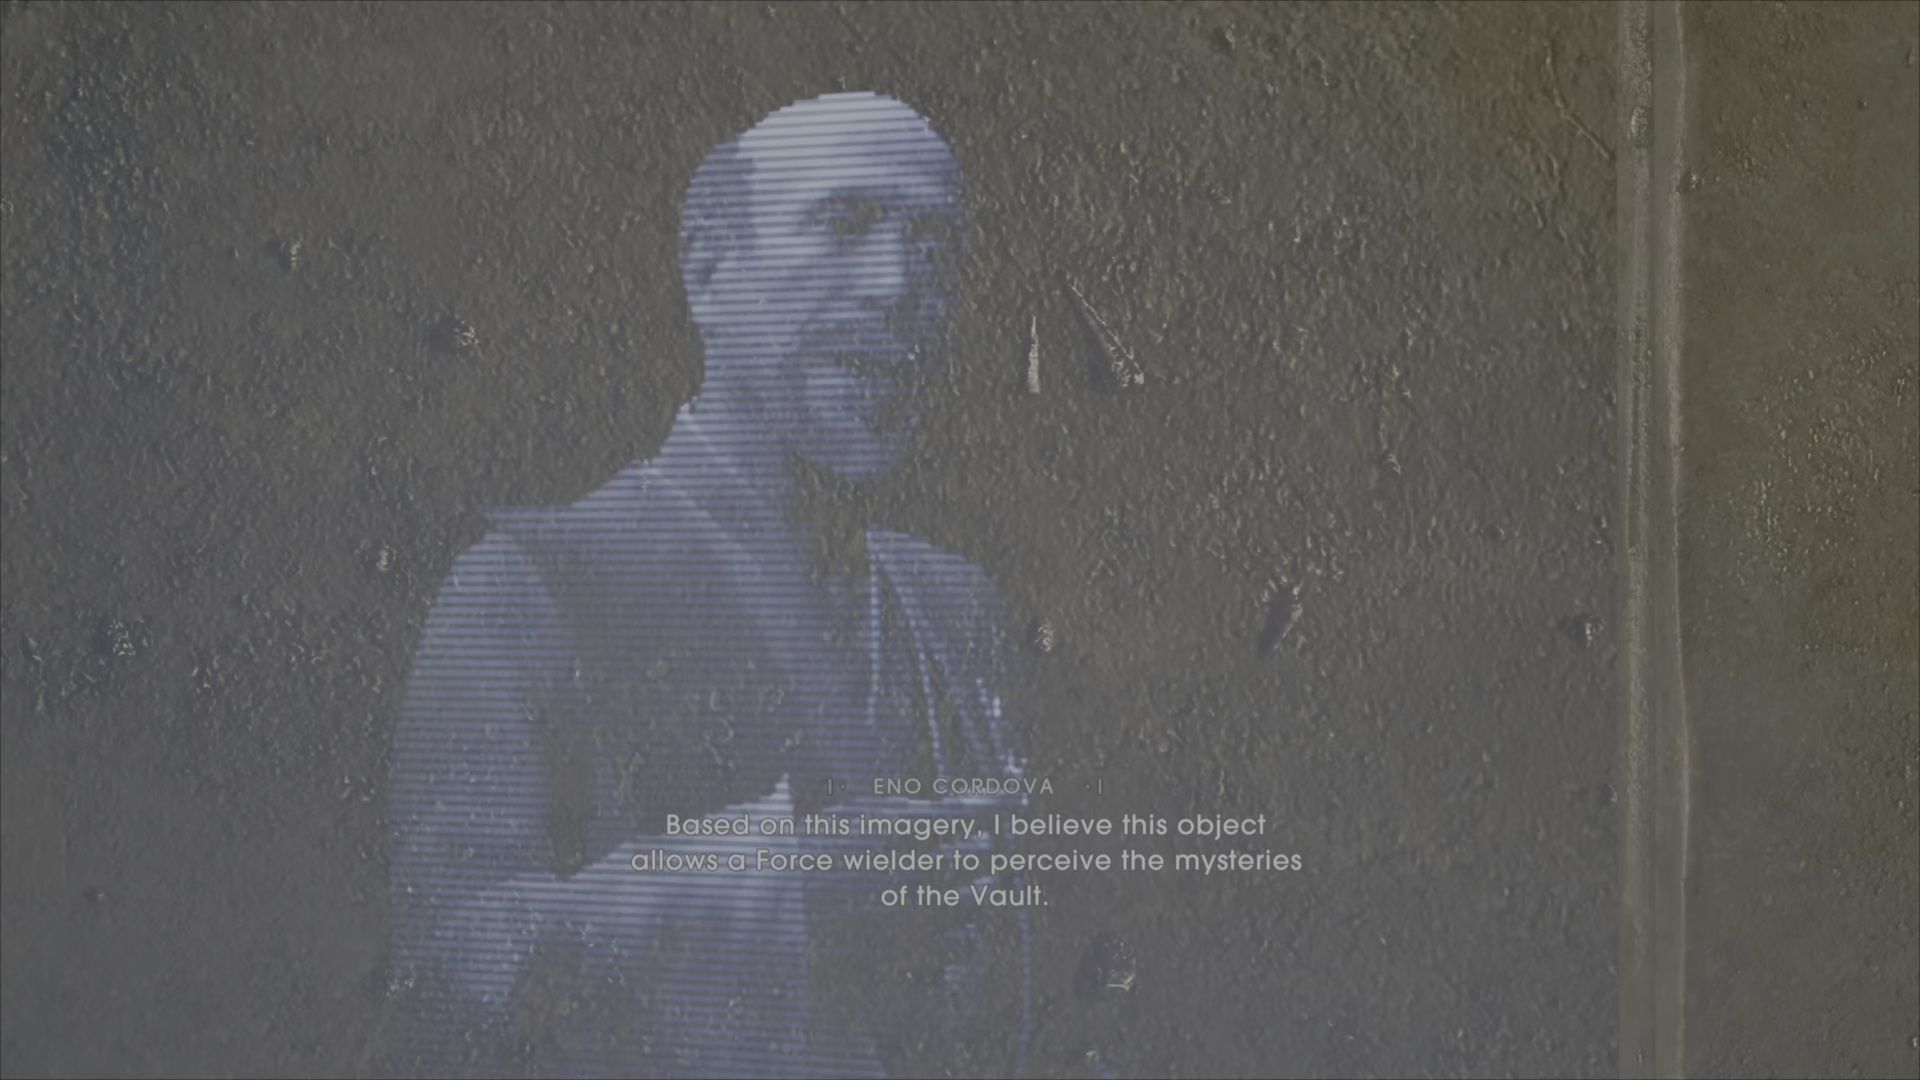 ENO CORDOVA
Based on this imagery, I believe this object
allows a Force wielder to perceive the mysteries
of the Vault.